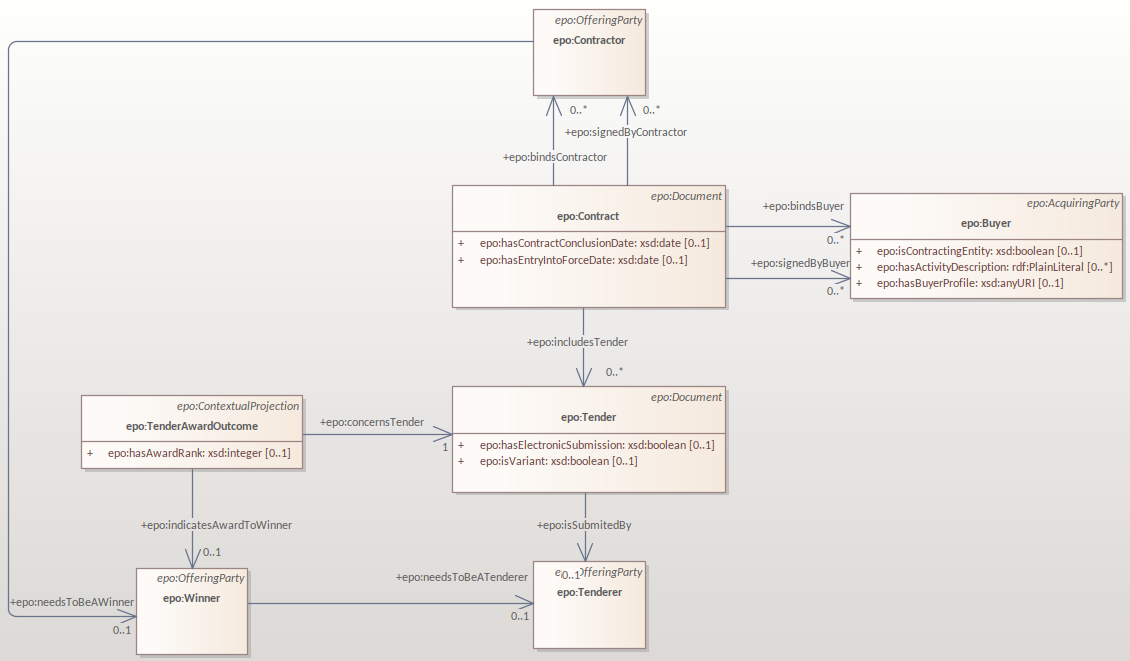 epo:OfferingParty
epo:Contractor
0..*
0..*
+epo:signedByContractor
+epo:bindsContractor
epo:Document
epo:Contract
+ epo:hasContractConclusionDate: xsd:date [0..1]
+ epo:hasEntryIntoForceDate: xsd:date [0..1]
+epo:bindsBuyer
0..*
+epo:signedByBuyer
0..*
epo:AcquiringParty
epo:Buyer
+ epo:isContractingEntity: xsd:boolean [0..1]
+ epo:hasActivityDescription: rdf:PlainLiteral [0..*]
+ epo:hasBuyerProfile: xsd:anyURI [0..1]
+epo:includesTender
0..*
epo:ContextualProjection
epo:TenderAwardOutcome
+ epo:hasAwardRank: xsd:integer [0..1]
+epo:concernsTender
1
epo:Document
epo:Tender
+ epo:hasElectronicSubmission: xsd:boolean [0..1]
+ epo:isVariant: xsd:boolean [0..1]
+epo:indicatesAwardToWinner
0..1
+epo:isSubmitedBy
0..1
epo:OfferingParty
epo:Winner
+epo:needsToBeAWinner
0..1
+epo:needsToBeATenderer
0..1
OfferingParty
epo:Tenderer